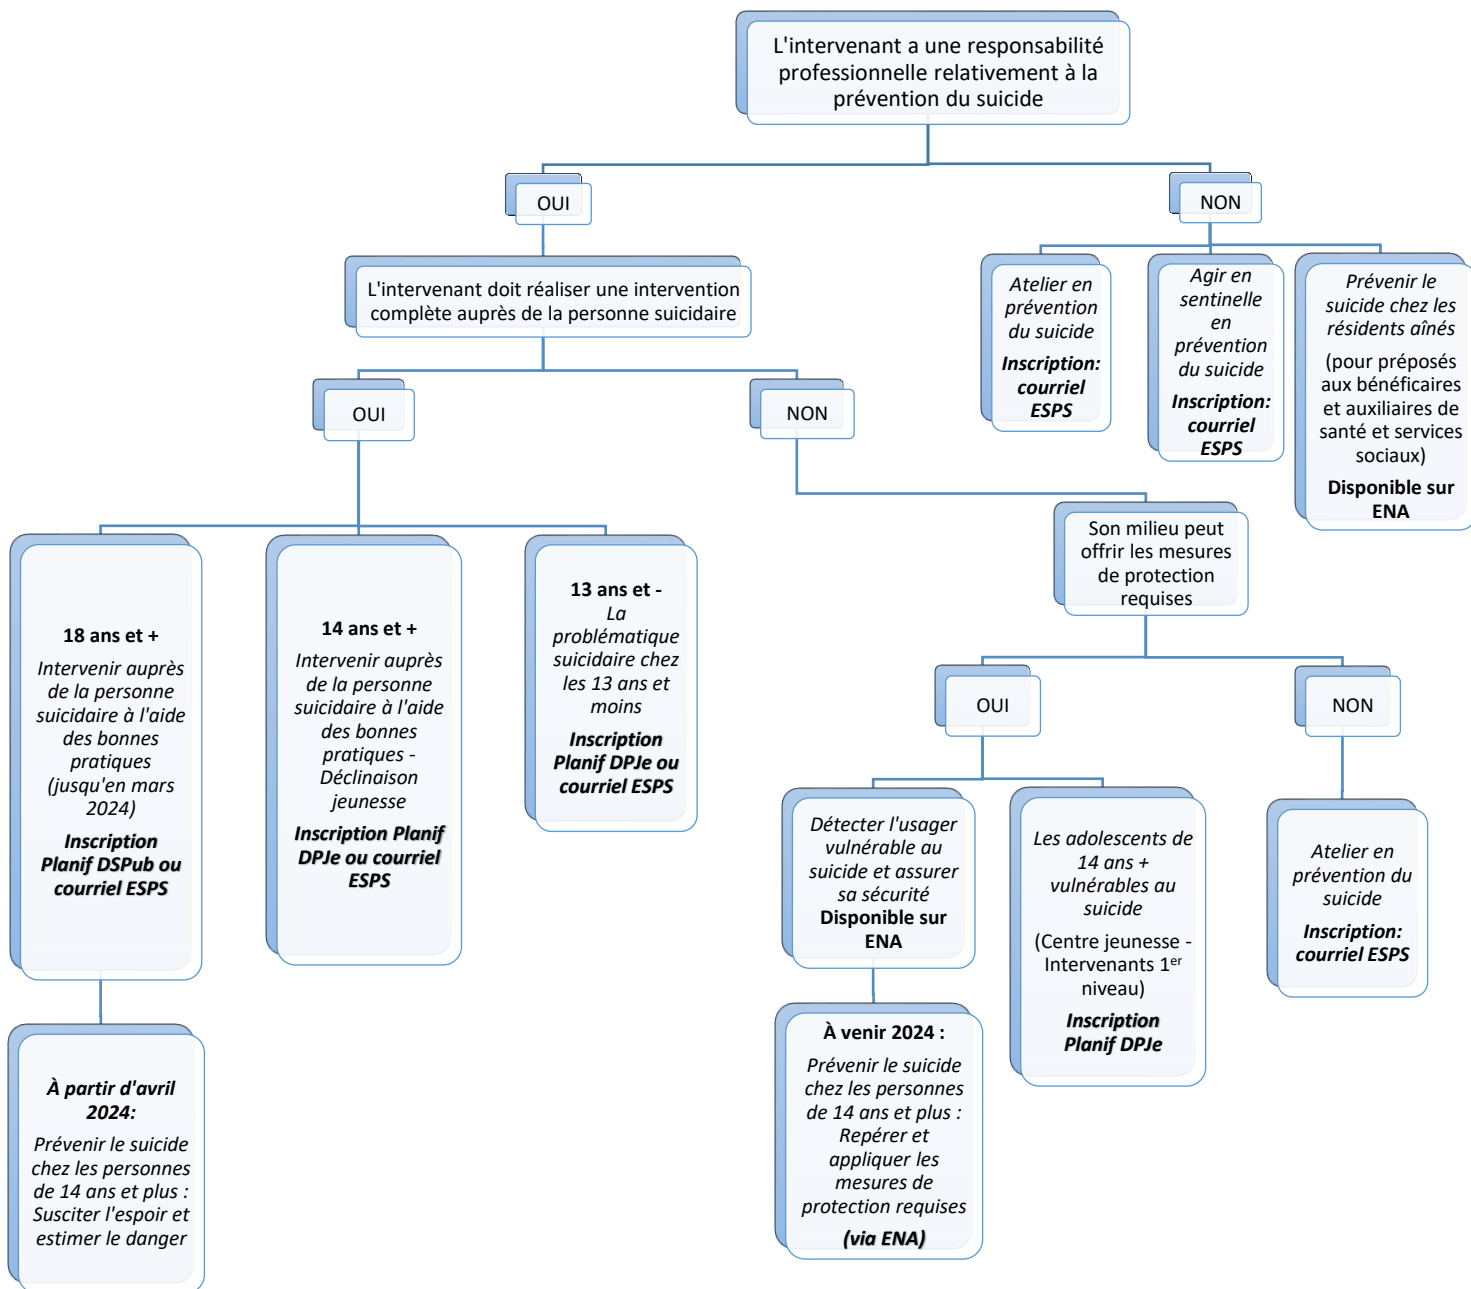 L'intervenant a une responsabilité
professionnelle relativement à la
prévention du suicide
OUI
NON
L'intervenant doit réaliser une intervention
complète auprès de la personne suicidaire
Atelier en
prévention
du suicide
Inscription:
courriel
ESPS
Agir en
sentinelle
en
prévention
du suicide
Inscription:
courriel
ESPS
Prévenir le
suicide chez les
résidents aînés
(pour préposés
aux bénéficaires
et auxiliaires de
santé et services
sociaux)
Disponible sur
ENA
OUI
NON
18 ans et +
Intervenir auprès
de la personne
suicidaire à l'aide
des bonnes
pratiques
(jusqu'en mars
2024)
Inscription
Planif DSPub ou
courriel ESPS
14 ans et +
Intervenir auprès
de la personne
suicidaire à l'aide
des bonnes
pratiques -
Déclinaison
jeunesse
Inscription Planif
DPJe ou courriel
ESPS
13 ans et -
La
problématique
suicidaire chez
les 13 ans et
moins
Inscription
Planif DPJe ou
courriel ESPS
Son milieu peut
offrir les mesures
de protection
requises
OUI
NON
Détecter l'usager
vulnérable au
suicide et assurer
sa sécurité
Disponible sur
ENA
Les adolescents de
14 ans +
vulnérables au
suicide
(Centre jeunesse -
Intervenants 1er
niveau)
Inscription
Planif DPJe
Atelier en
prévention du
suicide
Inscription:
courriel ESPS
À partir d'avril
2024:
Prévenir le suicide
chez les personnes
de 14 ans et plus :
Susciter l'espoir et
estimer le danger
À venir 2024 :
Prévenir le suicide
chez les personnes
de 14 ans et plus :
Repérer et
appliquer les
mesures de
protection requises
(via ENA)